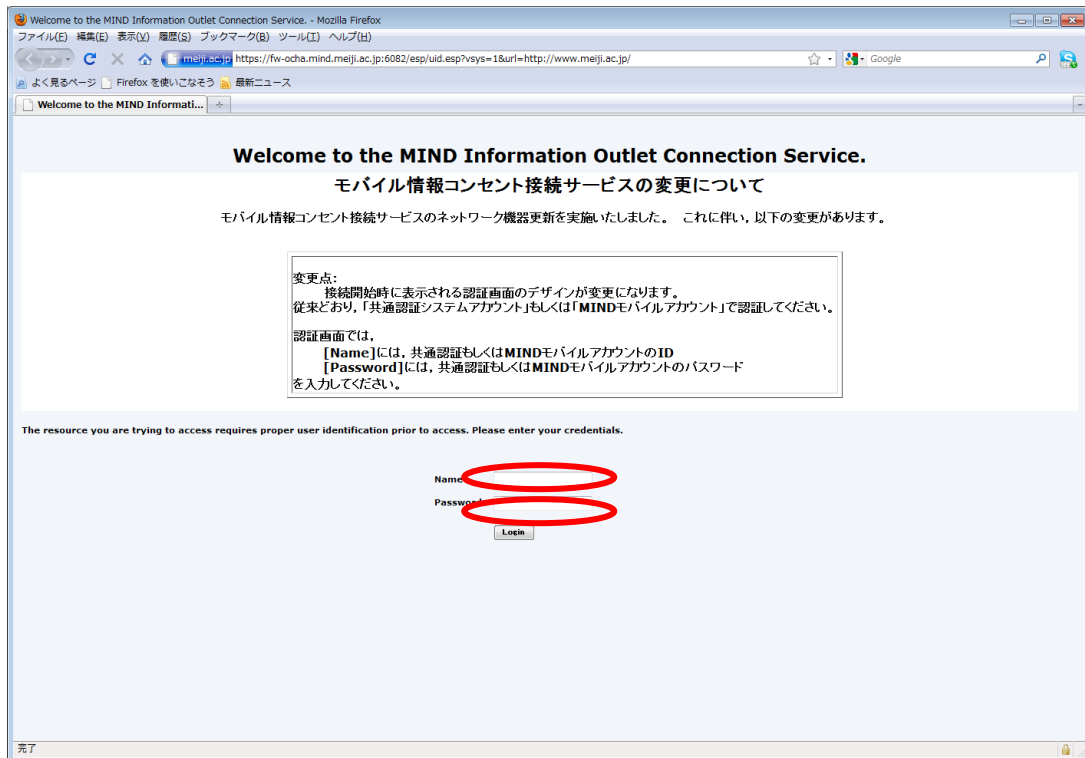 Welcome to the MIND Information Outlet Connection Service. - Mozilla Firefox
ファイル(F) 編集(E) 表示(V) 履歴(S) ブックマーク(B) ツール(T) ヘルプ(H)
meiji.ac.jp https://fw-ocha.mind.meiji.ac.jp:6082/esp/uid.esp?vsys=1&url=http://www.meiji.ac.jp/ Google
よく見るページ Firefox を使いこなそう 最新ニュース
Welcome to the MIND Informati...
Welcome to the MIND Information Outlet Connection Service.
モバイル情報コンセント接続サービスの変更について
モバイル情報コンセント接続サービスのネットワーク機器更新を実施いたしました。 これに伴い，以下の変更があります。
変更点：
接続開始時に表示される認証画面のデザインが変更になります。
従来どおり，「共通認証システムアカウント」もしくは「MINDモバイルアカウント」で認証してください。
認証画面では，
[Name]には，共通認証もしくはMINDモバイルアカウントのID
[Password]には，共通認証もしくはMINDモバイルアカウントのパスワード
を入力してください。
The resource you are trying to access requires proper user identification prior to access. Please enter your credentials.
Name
Password
Login
完了